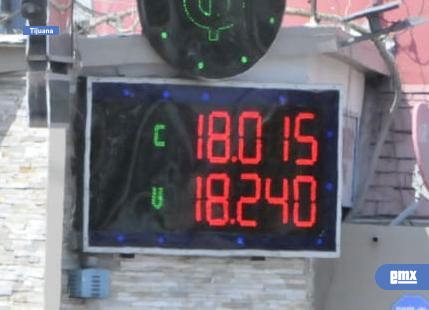 Tijuana
$
C 18.015
V 18.240
emx